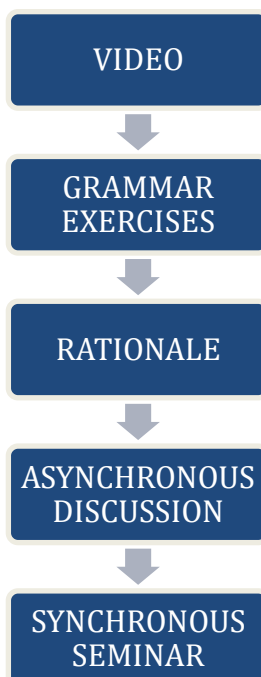 VIDEO
GRAMMAR
EXERCISES
RATIONALE
ASYNCHRONOUS
DISCUSSION
SYNCHRONOUS
SEMINAR